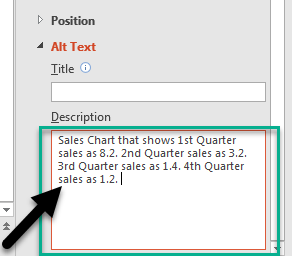 Position
Alt Text
Title
Description
Sales Chart that shows 1st Quarter
sales as 8.2. 2nd Quarter sales as 3.2.
3rd Quarter sales as 1.4. 4th Quarter
sales as 1.2.